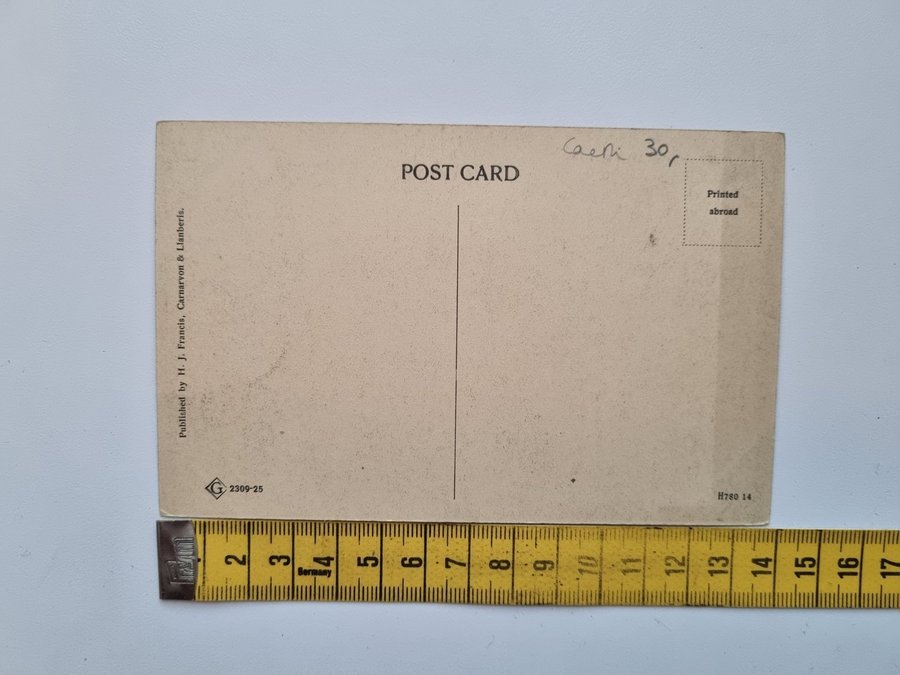 POST CARD
30,
Printed
abroad
Published by H. J. Francis, Carnarvon & Llanberis.
G 2309-25
H780 14
2 3 4 5 6 7 8 9 10 11 12 13 14 15 16 17
Germany